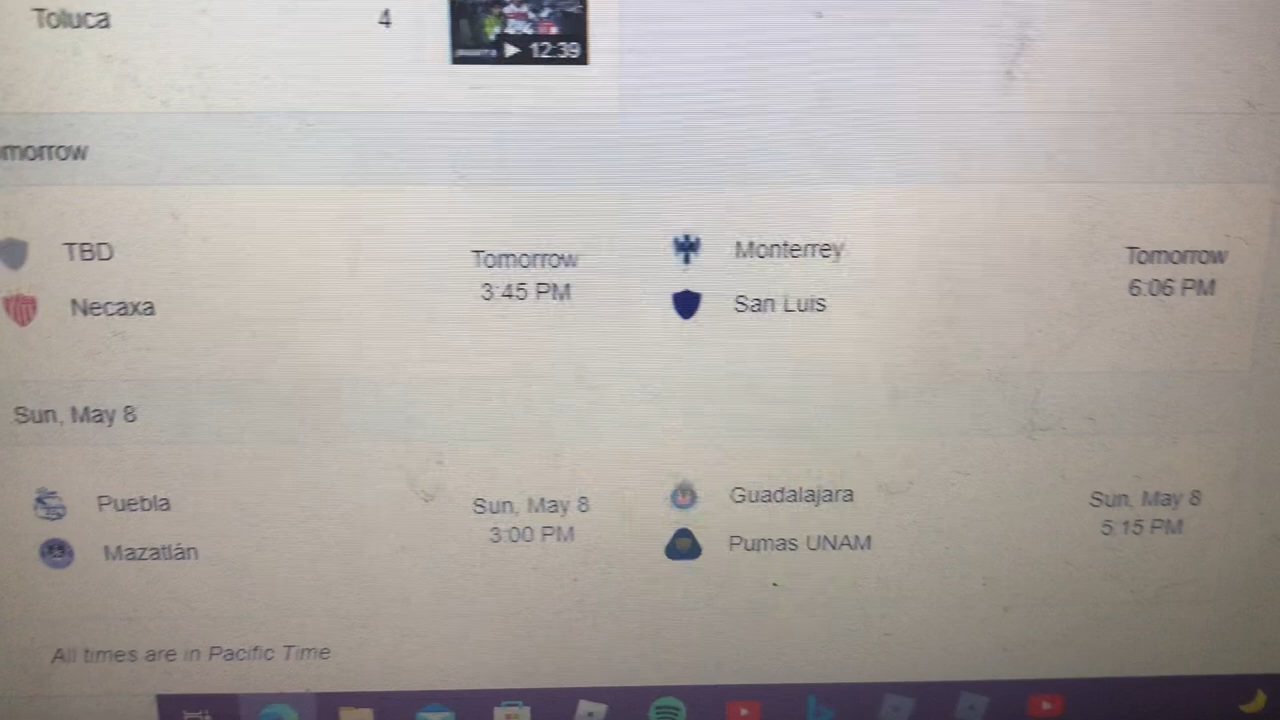 Toluca 4
12:39
morrow
TBD
Necaxa
Tomorrow
3:45 PM
Monterrey
San Luis
Tomorrow
6:06 PM
Sun, May 8
Puebla
Mazatlán
Sun, May 8
3:00 PM
Guadalajara
Pumas UNAM
Sun, May 8
5:15 PM
All times are in Pacific Time